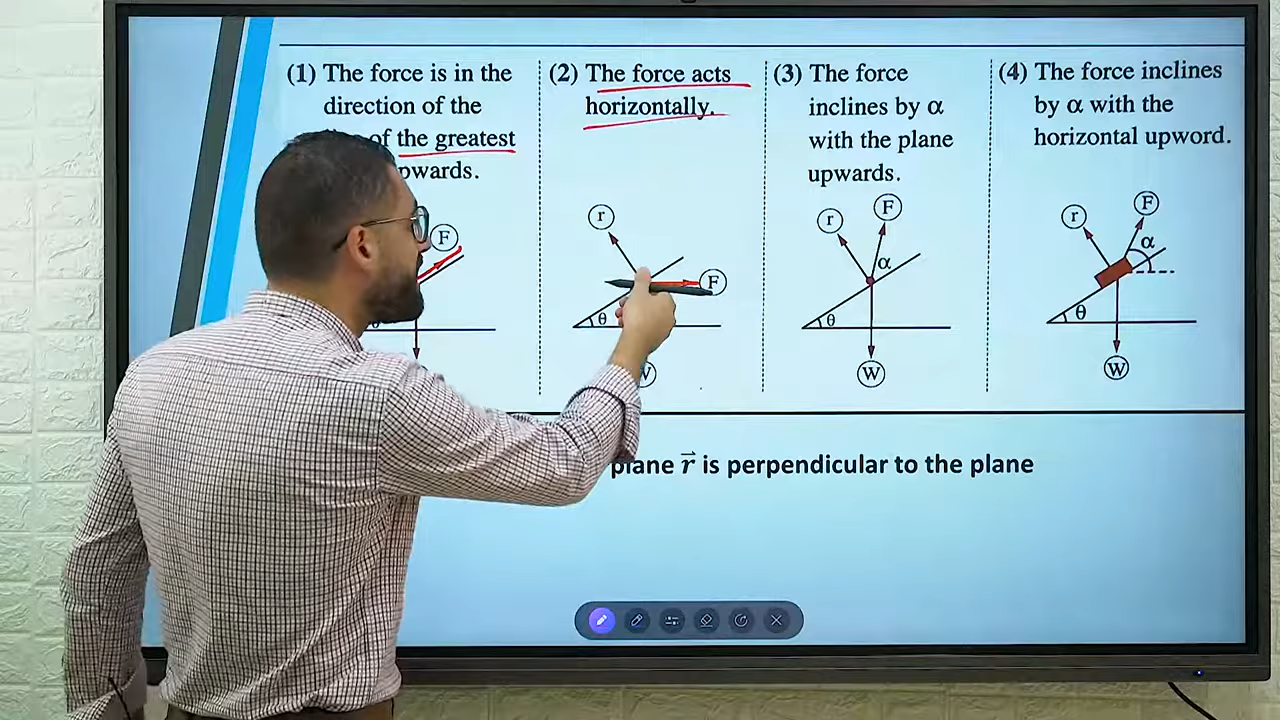 (1) The force is in the
direction of the
of the greatest
pwards.
F
(2) The force acts
horizontally.
r
F
θ
W
(3) The force
inclines by α
with the plane
upwards.
r
F
α
θ
W
(4) The force inclines
by α with the
horizontal upword.
r
F
α
θ
W
plane r⃗ is perpendicular to the plane